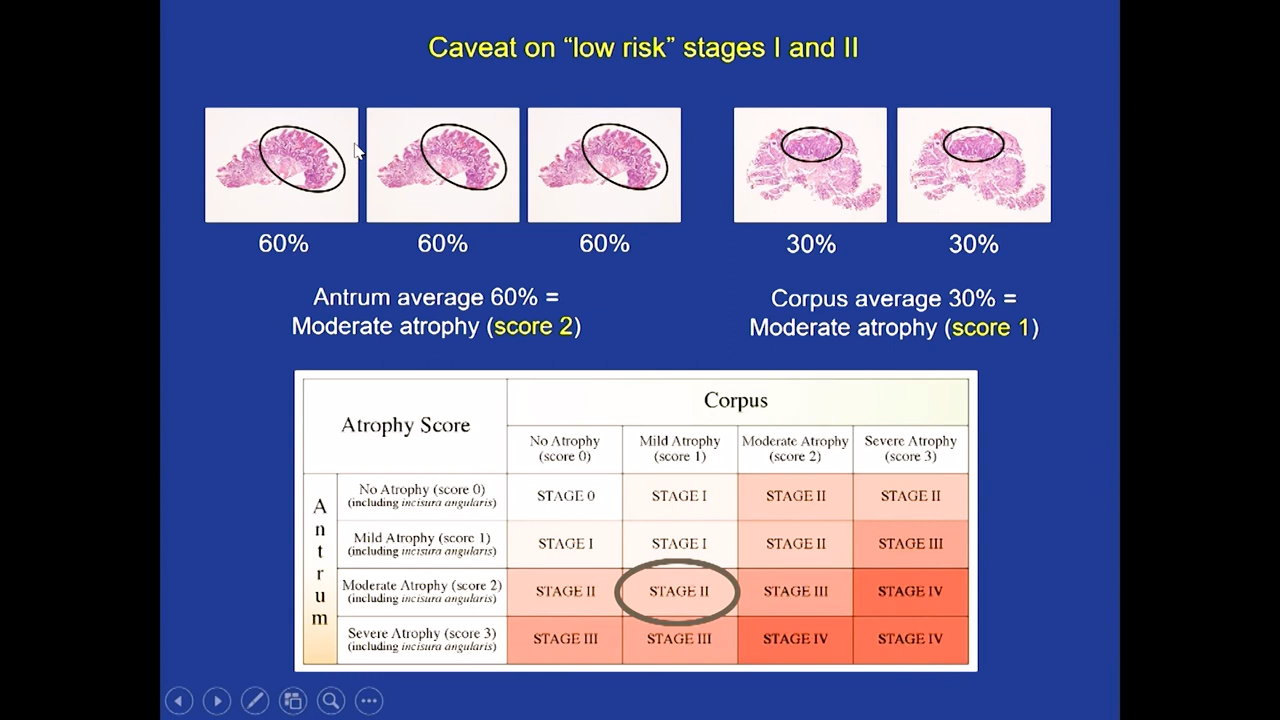 Caveat on “low risk” stages I and II
60% 60% 60% 30% 30%
Antrum average 60% =
Moderate atrophy (score 2)
Corpus average 30% =
Moderate atrophy (score 1)
Atrophy Score
Corpus
No Atrophy
(score 0)
Mild Atrophy
(score 1)
Moderate Atrophy
(score 2)
Severe Atrophy
(score 3)
Antrum
No Atrophy (score 0)
(including incisura angularis)
STAGE 0 STAGE I STAGE II STAGE II
Mild Atrophy (score 1)
(including incisura angularis)
STAGE I STAGE I STAGE II STAGE III
Moderate Atrophy (score 2)
(including incisura angularis)
STAGE II STAGE II STAGE III STAGE IV
Severe Atrophy (score 3)
(including incisura angularis)
STAGE III STAGE III STAGE IV STAGE IV